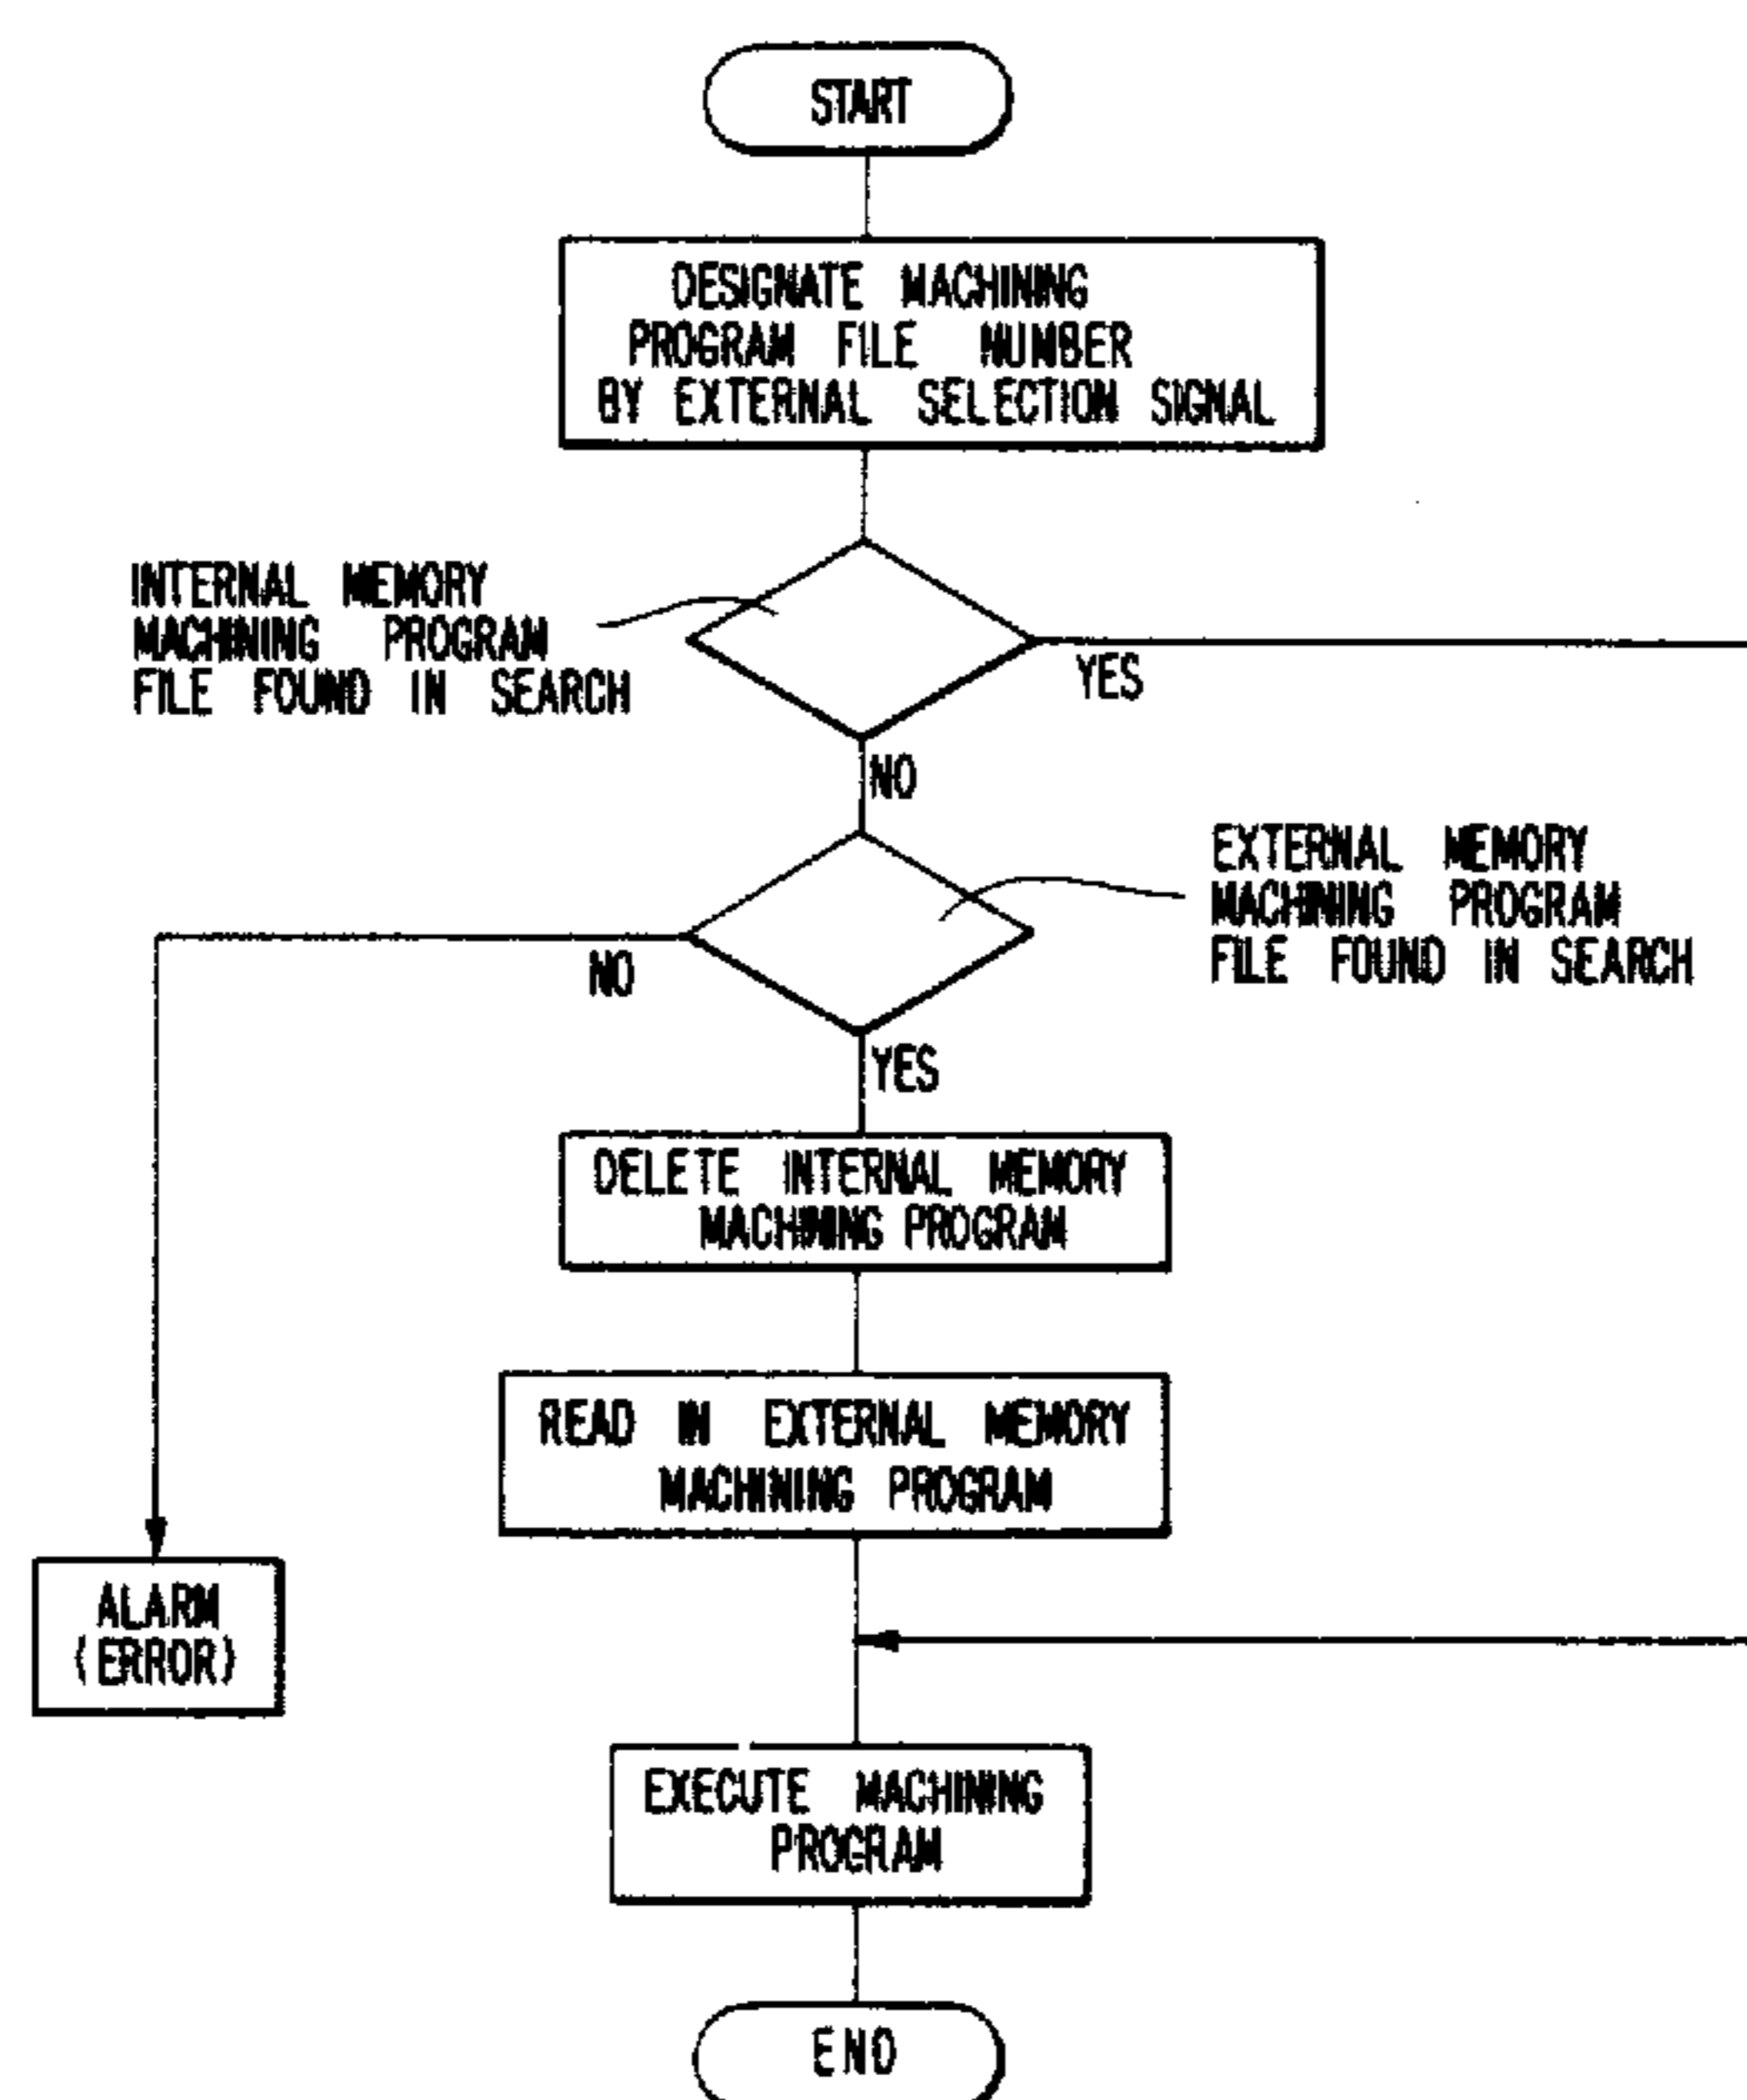 START
DESIGNATE MACHINING
PROGRAM FILE NUMBER
BY EXTERNAL SELECTION SIGNAL
INTERNAL MEMORY
MACHINING PROGRAM
FILE FOUND IN SEARCH
YES
NO
EXTERNAL MEMORY
MACHINING PROGRAM
FILE FOUND IN SEARCH
NO
YES
DELETE INTERNAL MEMORY
MACHINING PROGRAM
READ IN EXTERNAL MEMORY
MACHINING PROGRAM
ALARM
(ERROR)
EXECUTE MACHINING
PROGRAM
END